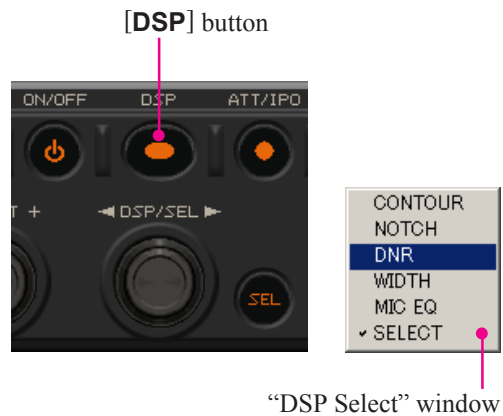 [DSP] button
ON/OFF DSP ATT/IPO
T + ◄DSP/SEL►
SEL
CONTOUR
NOTCH
DNR
WIDTH
MIC EQ
✓ SELECT
“DSP Select” window